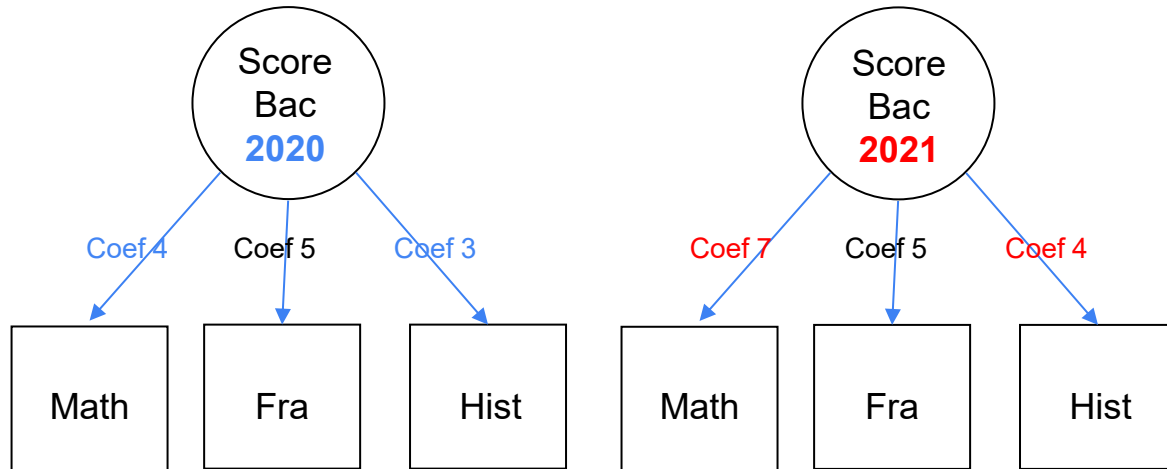 Score
Bac
2020
Coef 4
Coef 5
Coef 3
Math
Fra
Hist
Score
Bac
2021
Coef 7
Coef 5
Coef 4
Math
Fra
Hist